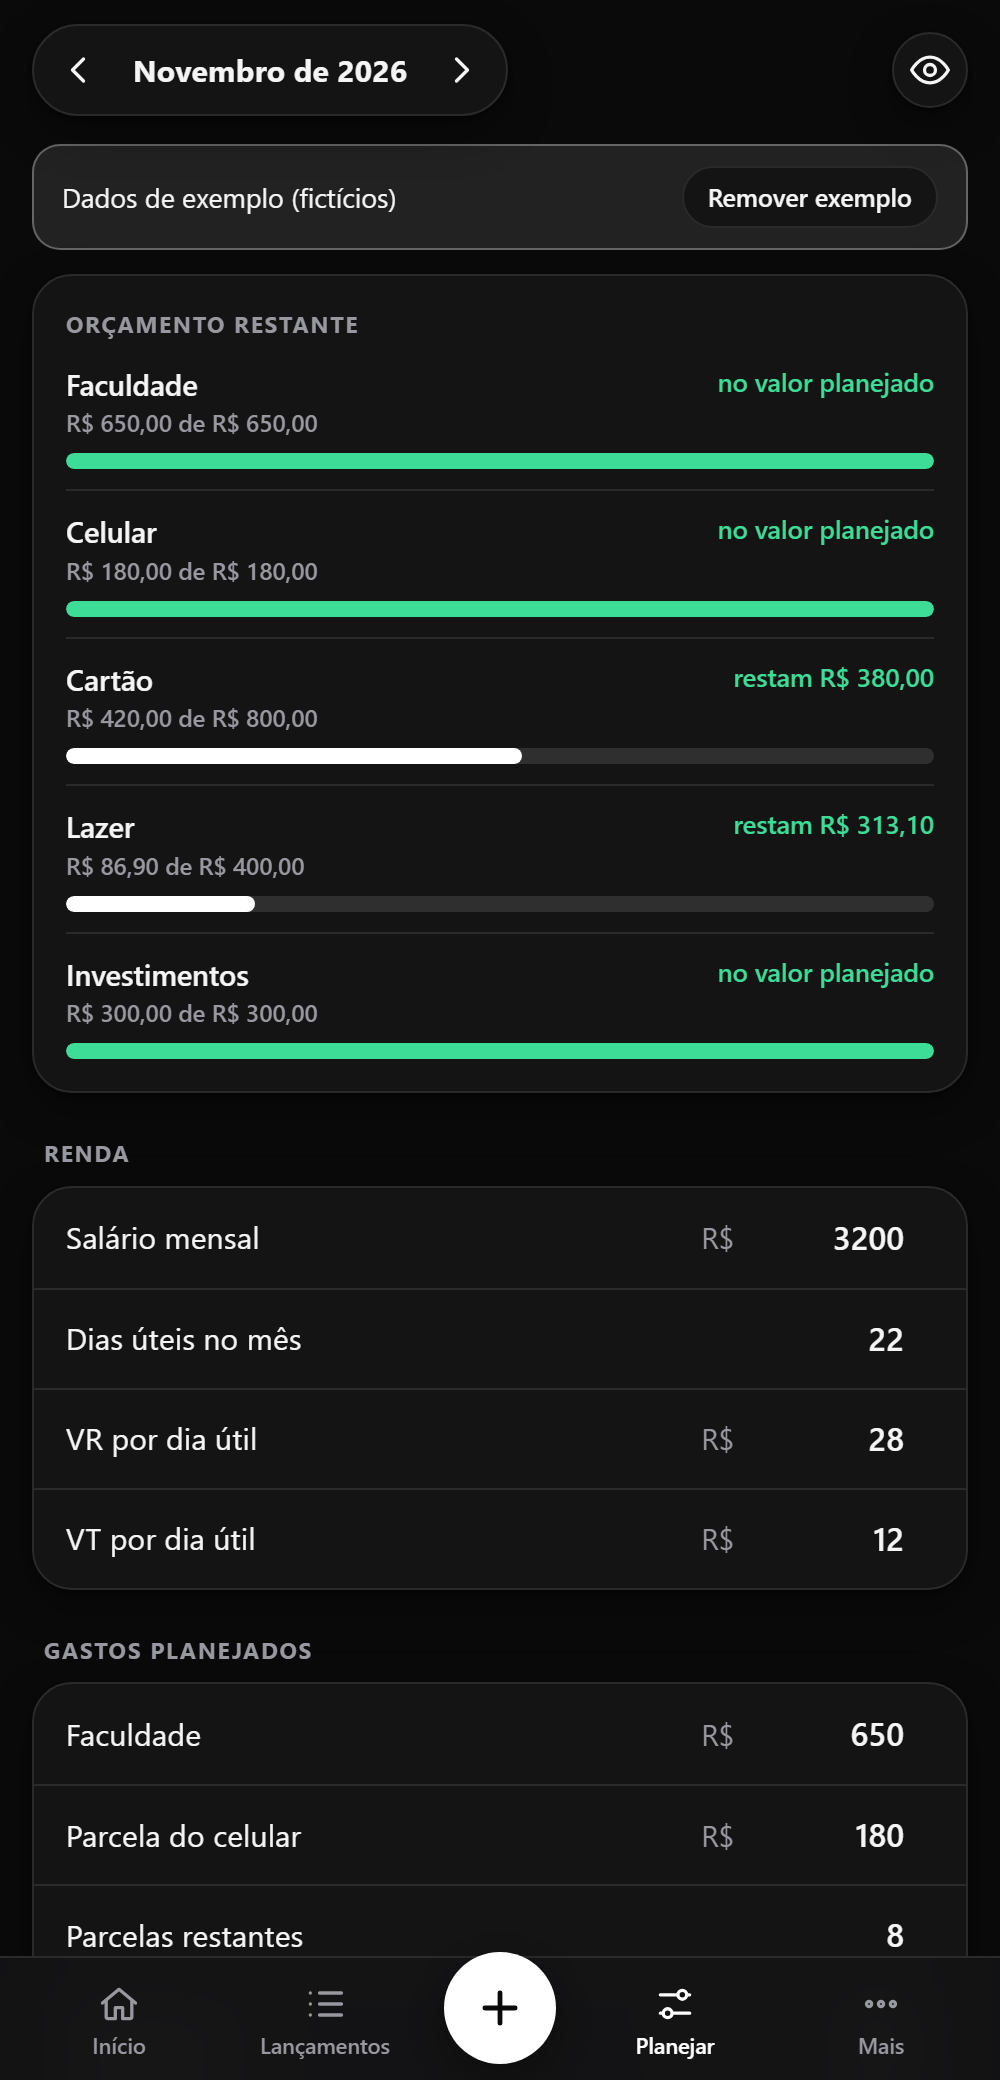 Novembro de 2026
Dados de exemplo (fictícios)
Remover exemplo
ORÇAMENTO RESTANTE
Faculdade
no valor planejado
R$ 650,00 de R$ 650,00
Celular
no valor planejado
R$ 180,00 de R$ 180,00
Cartão
restam R$ 380,00
R$ 420,00 de R$ 800,00
Lazer
restam R$ 313,10
R$ 86,90 de R$ 400,00
Investimentos
no valor planejado
R$ 300,00 de R$ 300,00
RENDA
Salário mensal R$ 3200
Dias úteis no mês 22
VR por dia útil R$ 28
VT por dia útil R$ 12
GASTOS PLANEJADOS
Faculdade R$ 650
Parcela do celular R$ 180
Parcelas restantes 8
Início
Lançamentos
Planejar
Mais